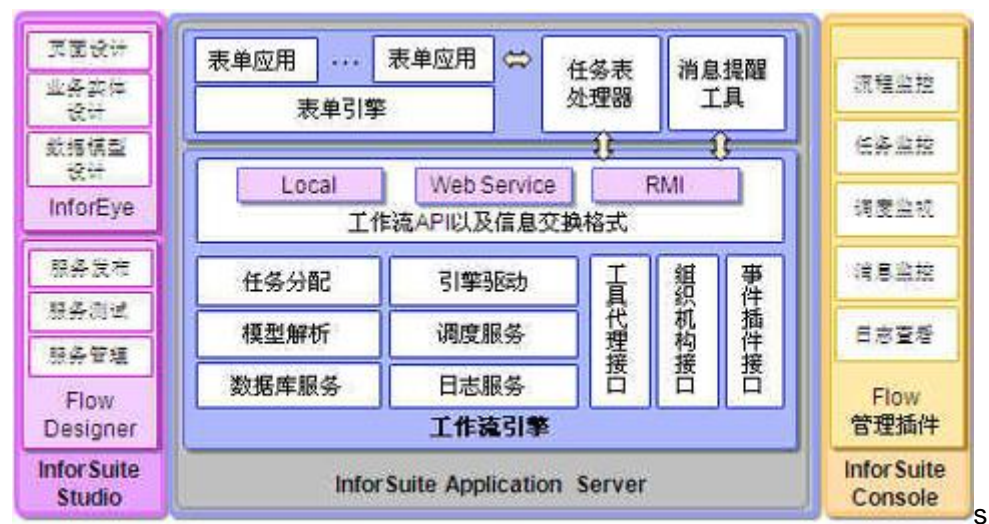 页面设计
业务实体
设计
数据模型
设计
InforEye
服务发布
服务测试
服务管理
Flow
Designer
InforSuite
Studio
表单应用 ... 表单应用
表单引擎
任务表
处理器
消息提醒
工具
Local Web Service RMI
工作流API以及信息交换格式
任务分配 引擎驱动
模型解析 调度服务
数据库服务 日志服务
工具代理接口
组织机构接口
事件插件接口
工作流引擎
InforSuite Application Server
流程监控
任务监控
调度监视
消息监控
日志查看
Flow
管理插件
InforSuite
Console
s